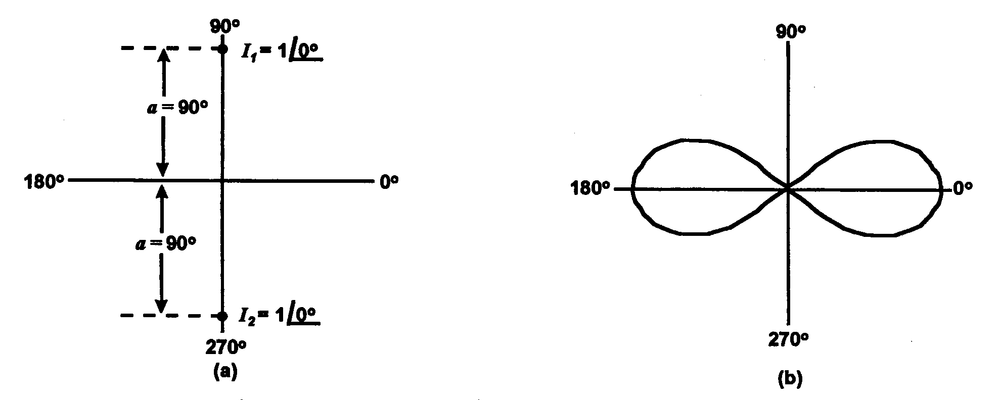 90°
I₁ = 1/0°
a = 90°
180°
0°
a = 90°
I₂ = 1/0°
270°
(a)
90°
180°
0°
270°
(b)